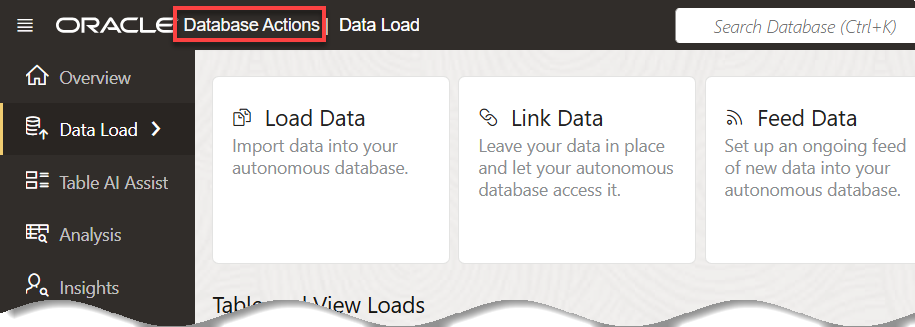 ORACLE Database Actions | Data Load
Search Database (Ctrl+K)
Overview
Data Load
Table AI Assist
Analysis
Insights
Load Data
Import data into your
autonomous database.
Link Data
Leave your data in place
and let your autonomous
database access it.
Feed Data
Set up an ongoing feed
of new data into your
autonomous database.
Table and View Loads